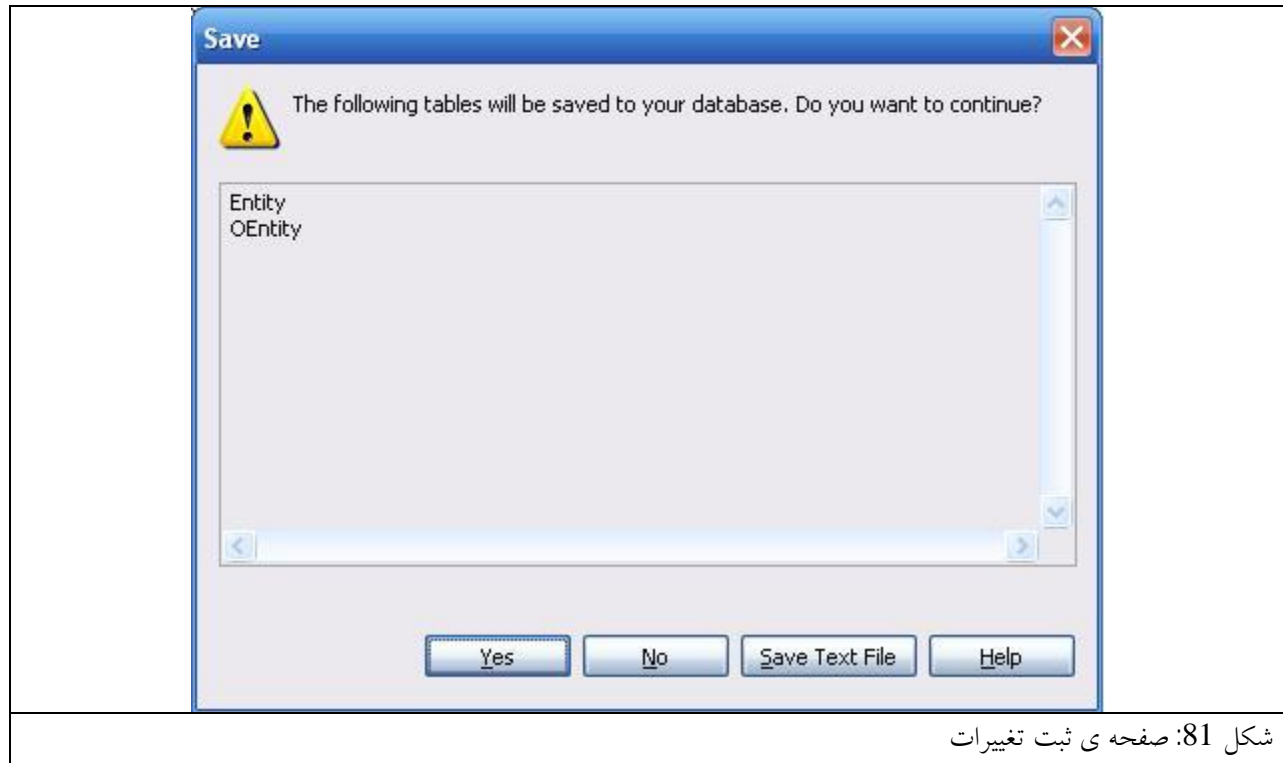 Save
The following tables will be saved to your database. Do you want to continue?
Entity
OEntity
Yes
No
Save Text File
Help
شکل 81: صفحه ی ثبت تغییرات